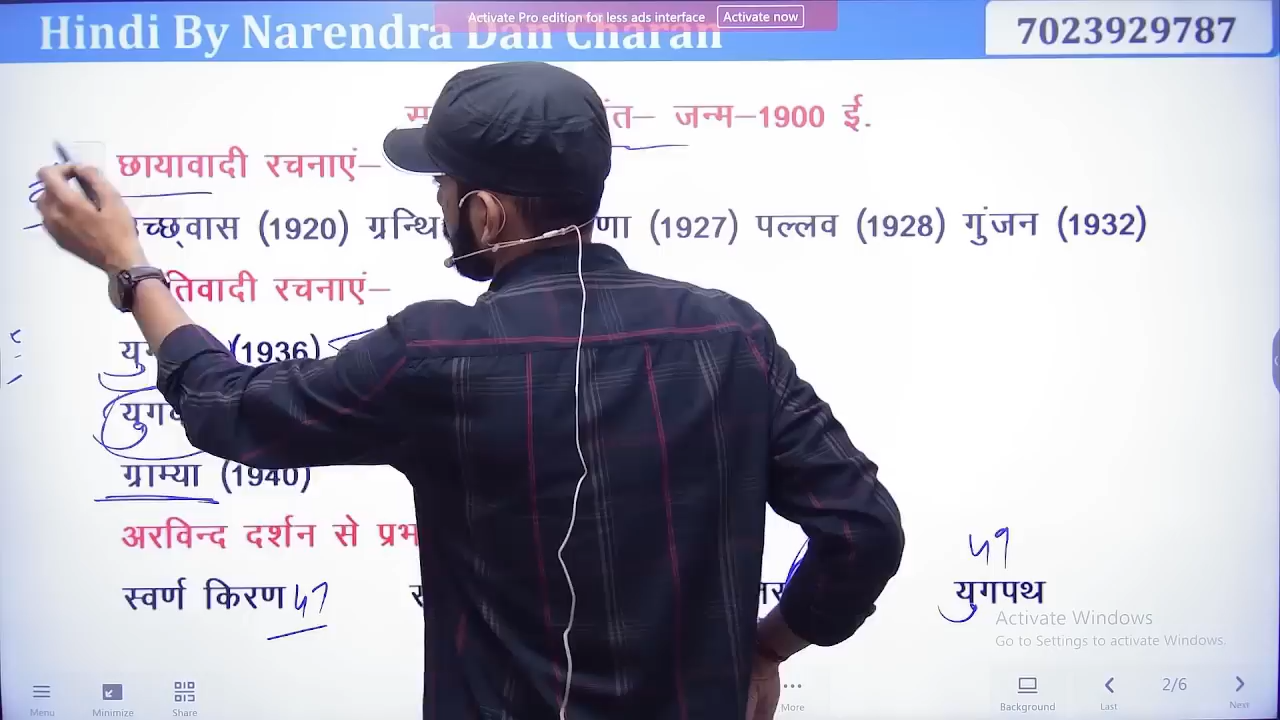 Activate Pro edition for less ads interface Activate now
Hindi By Narendra Dan Charan 7023929787
जन्म–1900 ई.
छायावादी रचनाएं–
(1920) (1927) पल्लव (1928) गुंजन (1932)
रचनाएं–
(1936)
ग्राम्या (1940)
49
अरविन्द दर्शन से
स्वर्ण किरण 47 युगपथ
Activate Windows
Go to Settings to activate Windows.
Menu Minimize Share More Background Last 2/6 Next